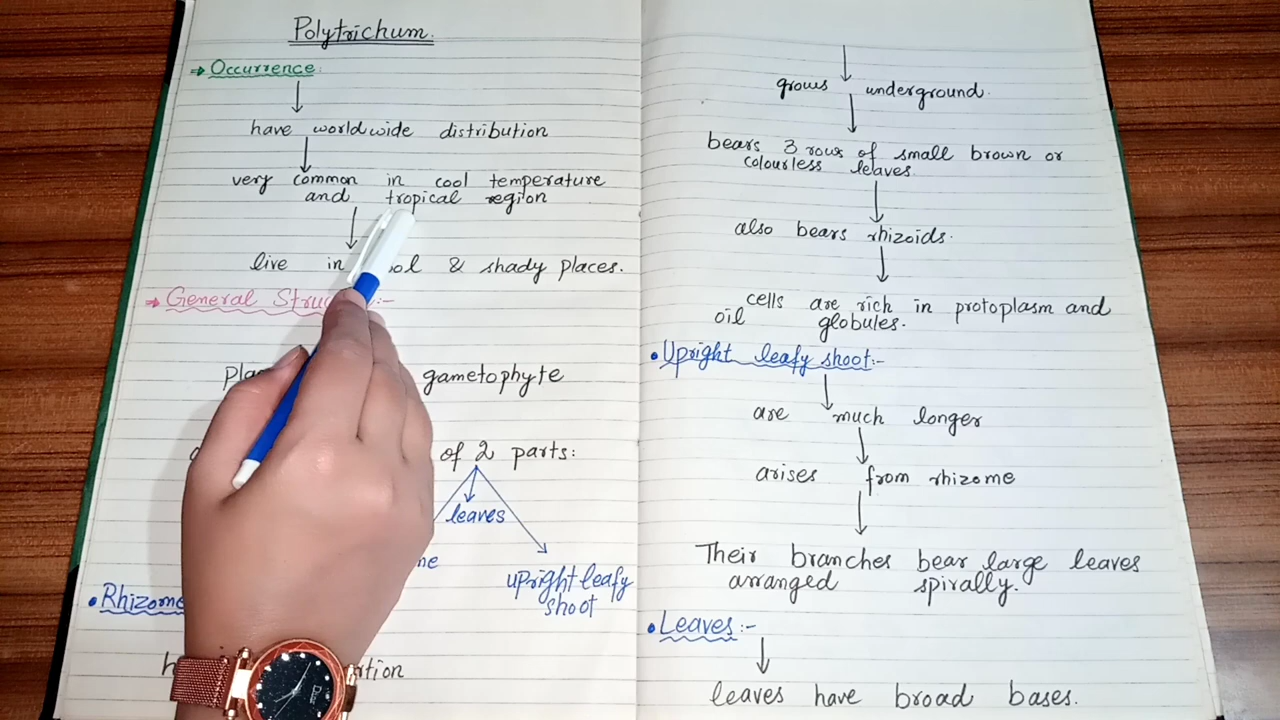 Polytrichum.
⇒ Occurrence:
have worldwide distribution
very common in cool temperature
and tropical region
live in & shady places.
⇒ General :-
gametophyte
of 2 parts:
leaves
upright leafy
shoot
• Rhizome
grows underground.
bears 3 rows of small brown or
colourless leaves.
also bears rhizoids.
cells are rich in protoplasm and
oil globules.
• Upright leafy shoot:-
are much longer
arises from rhizome
Their branches bear large leaves
arranged spirally.
• Leaves:-
leaves have broad bases.